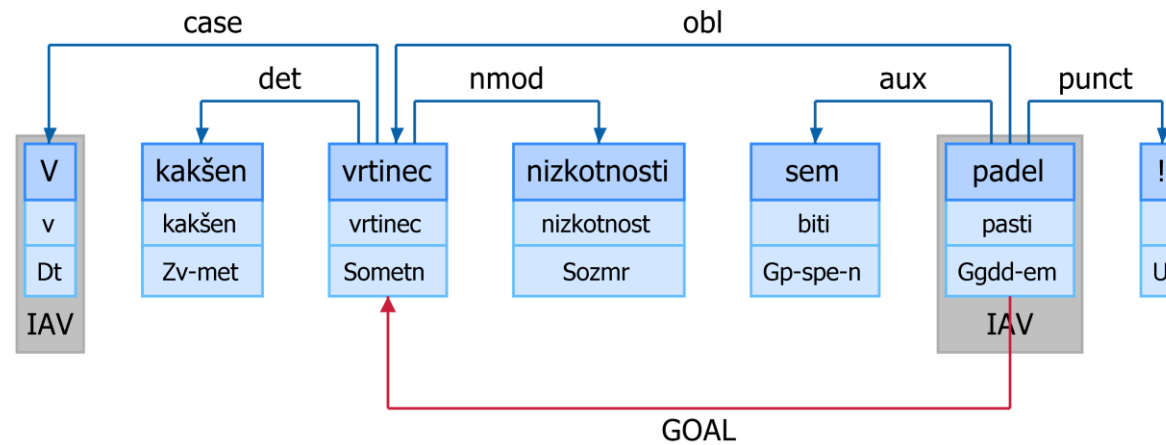 case obl
det nmod aux punct
V kakšen vrtinec nizkotnosti sem padel !
v kakšen vrtinec nizkotnost biti pasti
Dt Zv-met Sometn Sozmr Gp-spe-n Ggdd-em U
IAV IAV
GOAL